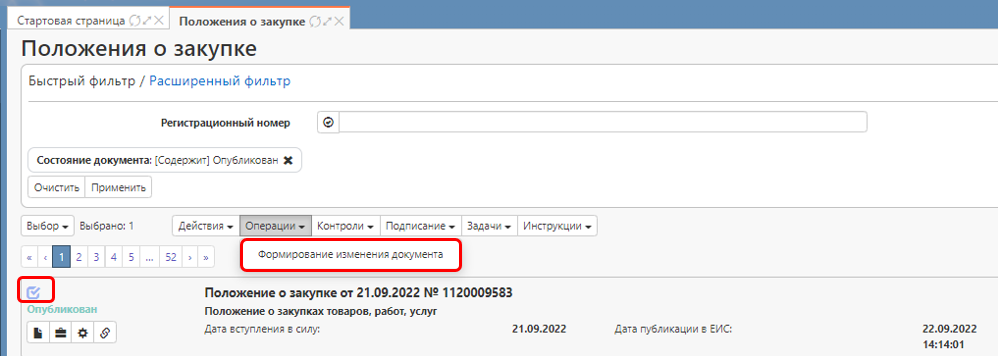 Стартовая страница
Положения о закупке
Положения о закупке
Быстрый фильтр / Расширенный фильтр
Регистрационный номер
Состояние документа: [Содержит] Опубликован ✖
Очистить Применить
Выбор Выбрано: 1 Действия Операции Контроли Подписание Задачи Инструкции
« ‹ 1 2 3 4 5 ... 52 › »
Формирование изменения документа
Положение о закупке от 21.09.2022 № 1120009583
Опубликован
Положение о закупках товаров, работ, услуг
Дата вступления в силу: 21.09.2022 Дата публикации в ЕИС: 22.09.2022
14:14:01